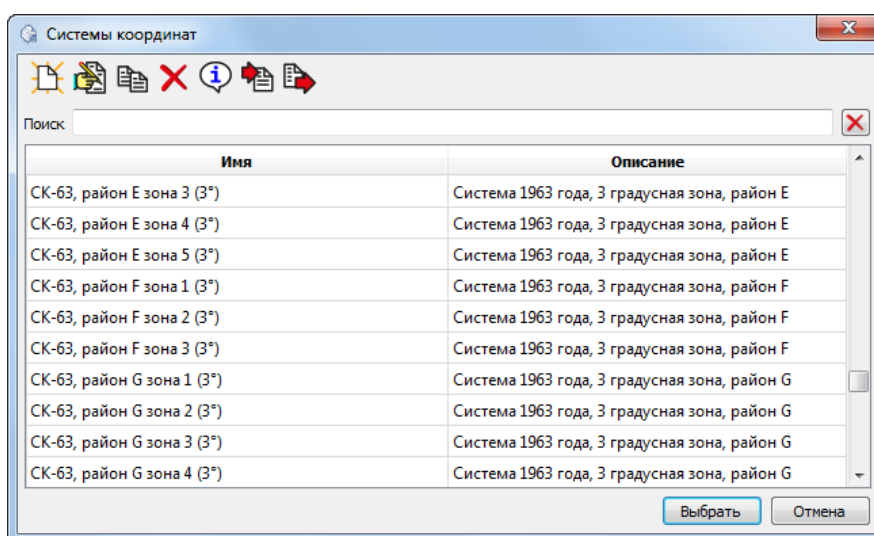 Системы координат
Поиск
Имя Описание
СК-63, район E зона 3 (3°) Система 1963 года, 3 градусная зона, район E
СК-63, район E зона 4 (3°) Система 1963 года, 3 градусная зона, район E
СК-63, район E зона 5 (3°) Система 1963 года, 3 градусная зона, район E
СК-63, район F зона 1 (3°) Система 1963 года, 3 градусная зона, район F
СК-63, район F зона 2 (3°) Система 1963 года, 3 градусная зона, район F
СК-63, район F зона 3 (3°) Система 1963 года, 3 градусная зона, район F
СК-63, район G зона 1 (3°) Система 1963 года, 3 градусная зона, район G
СК-63, район G зона 2 (3°) Система 1963 года, 3 градусная зона, район G
СК-63, район G зона 3 (3°) Система 1963 года, 3 градусная зона, район G
СК-63, район G зона 4 (3°) Система 1963 года, 3 градусная зона, район G
Выбрать Отмена